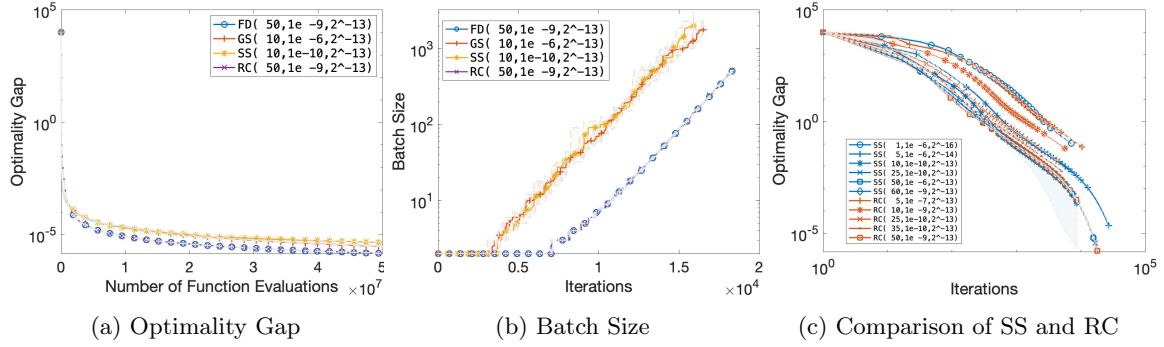 10^5
10^0
10^-5
Optimality Gap
FD( 50,1e -9,2^-13)
GS( 10,1e -6,2^-13)
SS( 10,1e-10,2^-13)
RC( 50,1e -9,2^-13)
0 1 2 3 4 5
Number of Function Evaluations
×10^7
(a) Optimality Gap
10^3
10^2
10^1
Batch Size
FD( 50,1e -9,2^-13)
GS( 10,1e -6,2^-13)
SS( 10,1e-10,2^-13)
RC( 50,1e -9,2^-13)
0 0.5 1.0 1.5 2
Iterations
×10^4
(b) Batch Size
10^5
10^0
10^-5
Optimality Gap
SS( 1,1e -6,2^-16)
SS( 5,1e -6,2^-14)
SS( 10,1e-10,2^-13)
SS( 25,1e-10,2^-13)
SS( 50,1e -6,2^-13)
SS( 60,1e -9,2^-13)
RC( 5,1e -7,2^-13)
RC( 10,1e -9,2^-13)
RC( 25,1e-10,2^-13)
RC( 35,1e-10,2^-13)
RC( 50,1e -9,2^-13)
10^0 10^5
Iterations
(c) Comparison of SS and RC